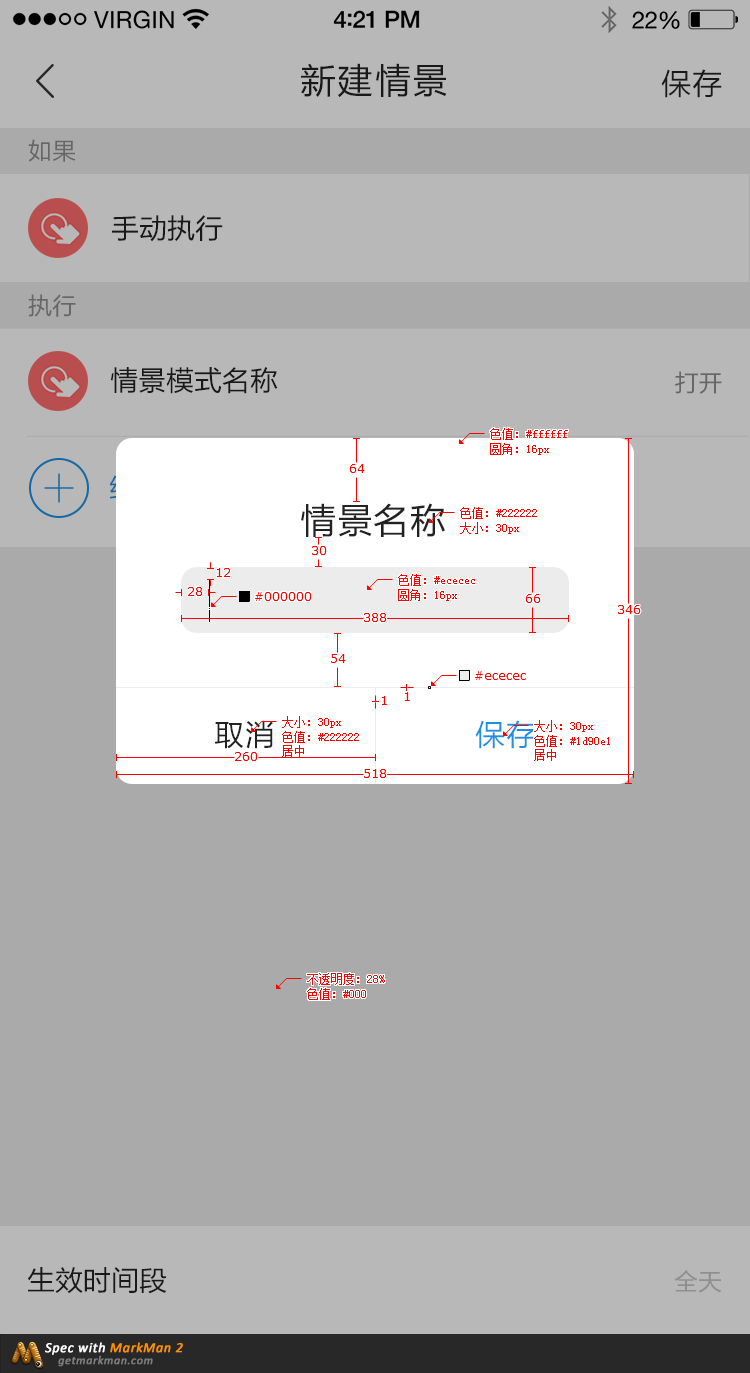 VIRGIN 4:21 PM 22%
新建情景 保存
如果
手动执行
执行
情景模式名称 打开
色值：#ffffff
圆角：16px
64
情景名称
色值：#222222
大小：30px
30
12
28
#000000
色值：#ececec
圆角：16px
66
388
346
54
#ececec
1
1
取消
大小：30px
色值：#222222
居中
保存
大小：30px
色值：#1d90e1
居中
260
518
不透明度：28%
色值：#000
生效时间段 全天
Spec with MarkMan 2
getmarkman.com